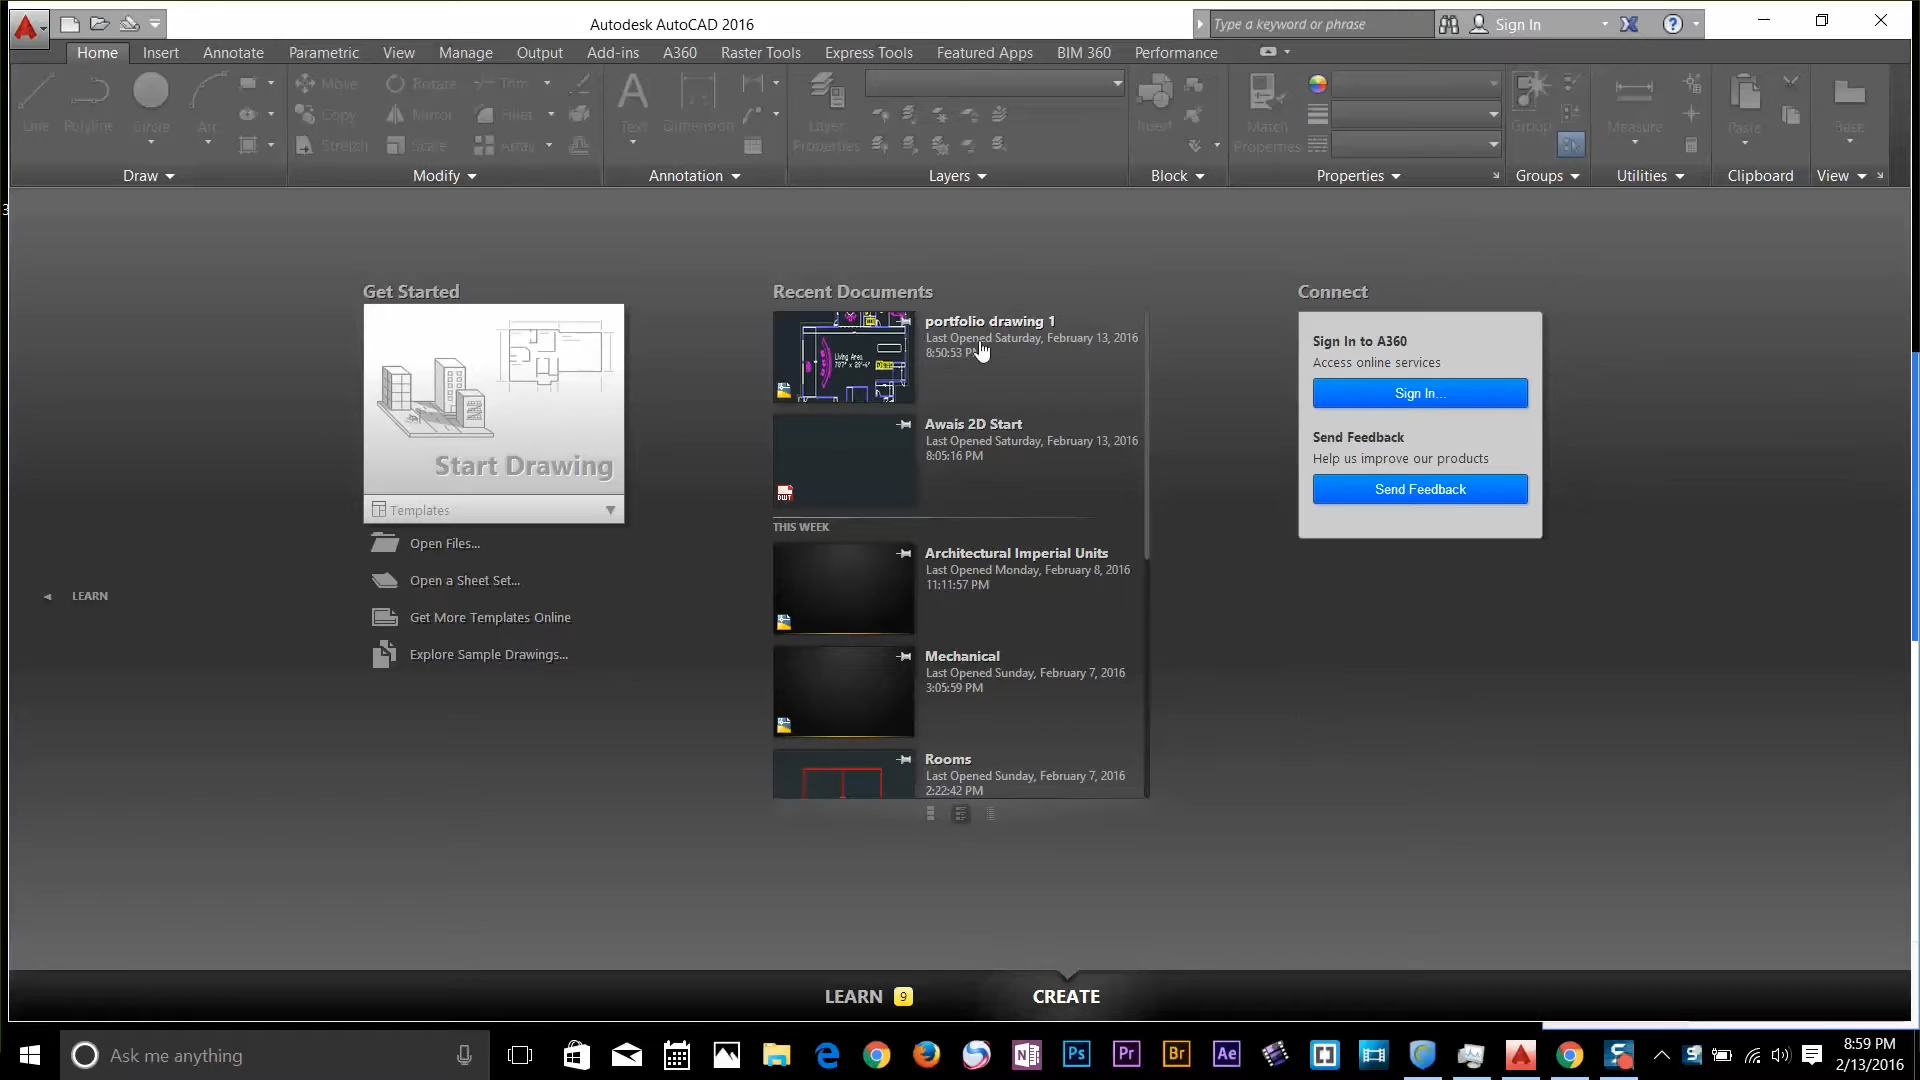 Autodesk AutoCAD 2016
Type a keyword or phrase
Sign In
Home Insert Annotate Parametric View Manage Output Add-ins A360 Raster Tools Express Tools Featured Apps BIM 360 Performance
Line Polyline Circle Arc
Move Rotate Trim
Copy Mirror Fillet
Stretch Scale Array
Text Dimension
Layer
Properties
Insert
Match
Properties
Group
Measure
Paste
Base
Draw Modify Annotation Layers Block Properties Groups Utilities Clipboard View
3
Get Started
Start Drawing
Templates
Open Files...
Open a Sheet Set...
Get More Templates Online
Explore Sample Drawings...
LEARN
Recent Documents
Living Area
portfolio drawing 1
Last Opened Saturday, February 13, 2016
8:50:53 PM
DWT
Awais 2D Start
Last Opened Saturday, February 13, 2016
8:05:16 PM
THIS WEEK
Architectural Imperial Units
Last Opened Monday, February 8, 2016
11:11:57 PM
Mechanical
Last Opened Sunday, February 7, 2016
3:05:59 PM
Rooms
Last Opened Sunday, February 7, 2016
2:22:42 PM
Connect
Sign In to A360
Access online services
Sign In...
Send Feedback
Help us improve our products
Send Feedback
LEARN 9
CREATE
Ask me anything
N Ps Pr Br Ae
8:59 PM
2/13/2016